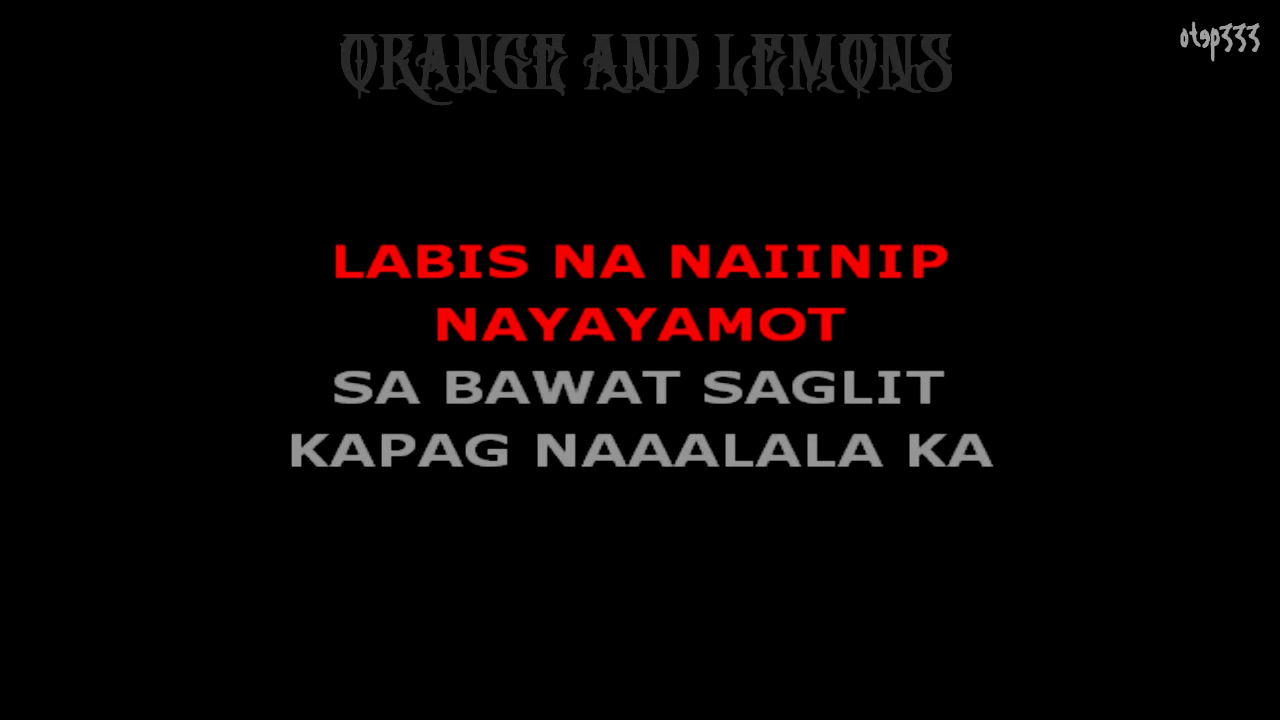 ORANGE AND LEMONS
otep333
LABIS NA NAIINIP
NAYAYAMOT
SA BAWAT SAGLIT
KAPAG NAAALALA KA